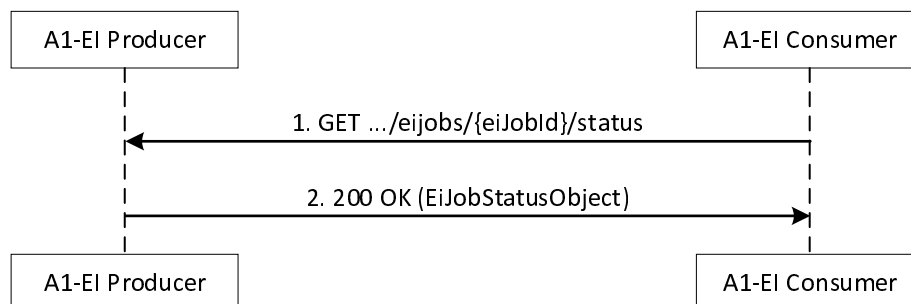 A1-EI Producer
A1-EI Consumer
1. GET .../eijobs/{eiJobId}/status
2. 200 OK (EiJobStatusObject)
A1-EI Producer
A1-EI Consumer